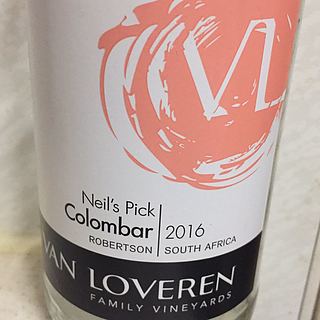 VL
Neil's Pick
Colombar 2016
ROBERTSON SOUTH AFRICA
VAN LOVEREN
FAMILY VINEYARDS